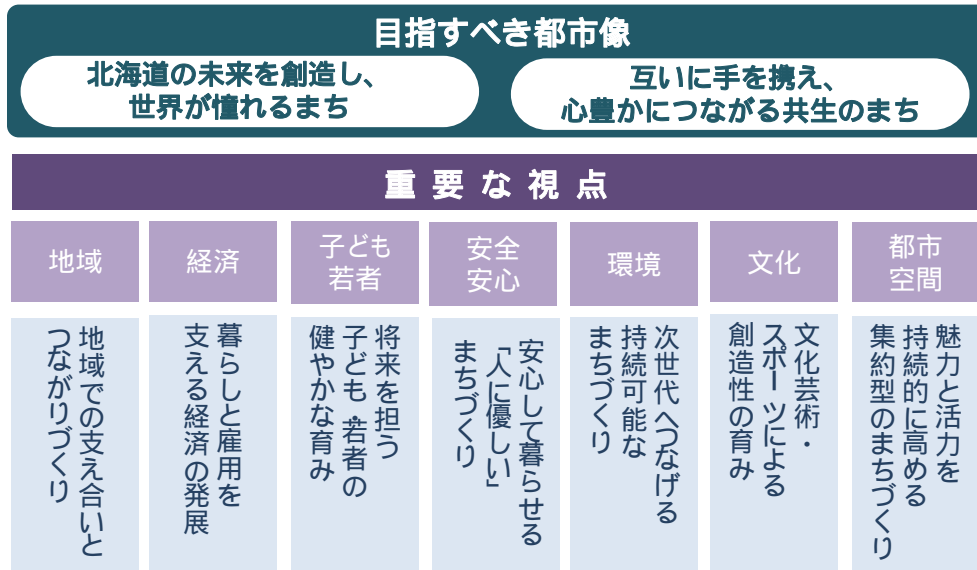 目指すべき都市像
北海道の未来を創造し、
世界が憧れるまち
互いに手を携え、
心豊かにつながる共生のまち
重要な視点
地域
経済
子ども
若者
安全
安心
環境
文化
都市
空間
地域での支え合いと
つながりづくり
暮らしと雇用を
支える経済の発展
将来を担う
子ども・若者の
健やかな育み
安心して暮らせる
「人に優しい」
まちづくり
次世代へつなげる
持続可能な
まちづくり
文化芸術・
スポーツによる
創造性の育み
魅力と活力を
持続的に高める
集約型のまちづくり